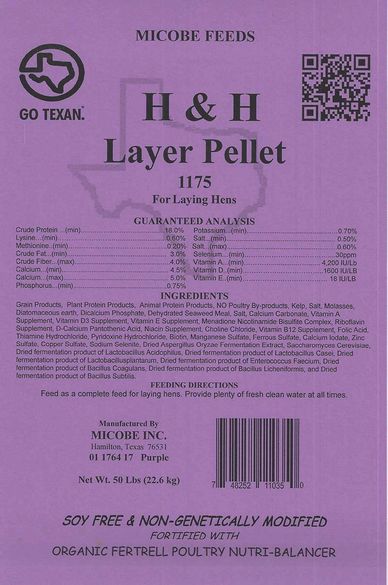 MICOBE FEEDS
GO TEXAN.
H & H
Layer Pellet
1175
For Laying Hens
GUARANTEED ANALYSIS
Crude Protein...(min)............18.0% Potassium...(min)............0.70%
Lysine...(min)............0.60% Salt...(min)............0.50%
Methionine..(min)............0.20% Salt...(max)............0.60%
Crude Fat...(min)............3.0% Selenium...(min)............30ppm
Crude Fiber..(max)............4.0% Vitamin A...(min)............4,200 IU/Lb
Calcium...(min)............4.5% Vitamin D..(min)............1600 IU/LB
Calcium...(max)............5.0% Vitamin E..(min)............18 IU/LB
Phosphorus...(min)............0.75%
INGREDIENTS
Grain Products, Plant Protein Products, Animal Protein Products, NO Poultry By-products, Kelp, Salt, Molasses,
Diatomaceous earth, Dicalcium Phosphate, Dehydrated Seaweed Meal, Salt, Calcium Carbonate, Vitamin A
Supplement, Vitamin D3 Supplement, Vitamin E Supplement, Menadione Nicotinamide Bisulfite Complex, Riboflavin
Supplement, D-Calcium Pantothenic Acid, Niacin Supplement, Choline Chloride, Vitamin B12 Supplement, Folic Acid,
Thiamine Hydrochloride, Pyridoxine Hydrochloride, Biotin, Manganese Sulfate, Ferrous Sulfate, Calcium Iodate, Zinc
Sulfate, Copper Sulfate, Sodium Selenite, Dried Aspergillus Oryzae Fermentation Extract, Saccharomyces Cerevisiae,
Dried fermentation product of Lactobacillus Acidophilus, Dried fermentation product of Lactobacillus Casei, Dried
fermentation product of Lactobacillusplantarum, Dried fermentation product of Enterococcus Faecium, Dried
fermentation product of Bacillus Coagulans, Dried fermentation product of Bacillus Licheniformis, and Dried
fermentation product of Bacillus Subtilis.
FEEDING DIRECTIONS
Feed as a complete feed for laying hens. Provide plenty of fresh clean water at all times.
Manufactured By
MICOBE INC.
Hamilton, Texas 76531
01 1764 17 Purple
Net Wt. 50 Lbs (22.6 kg)
7 48252 11035 0
SOY FREE & NON-GENETICALLY MODIFIED
FORTIFIED WITH
ORGANIC FERTRELL POULTRY NUTRI-BALANCER